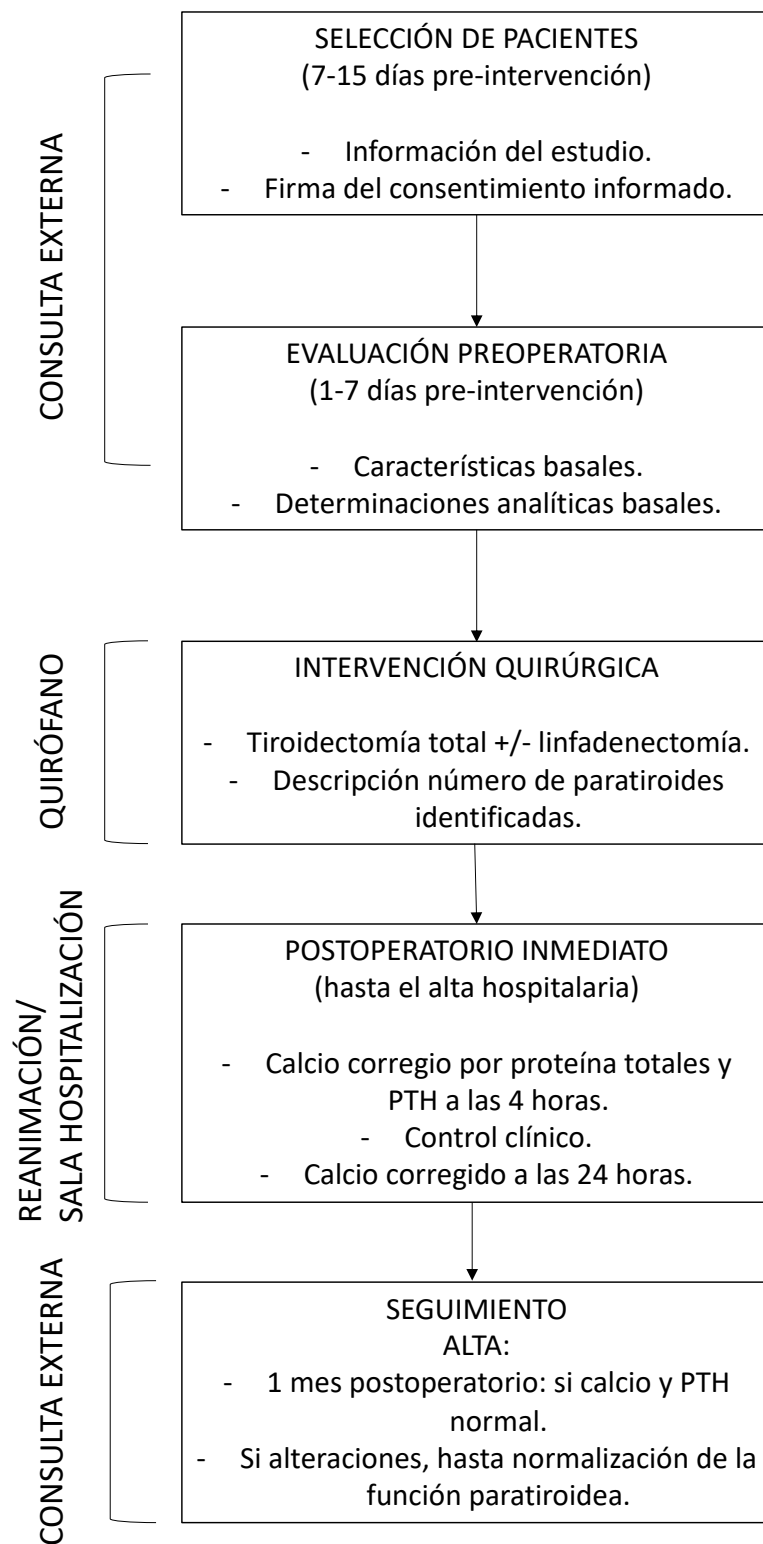 CONSULTA EXTERNA
SELECCIÓN DE PACIENTES
(7-15 días pre-intervención)
- Información del estudio.
- Firma del consentimiento informado.
EVALUACIÓN PREOPERATORIA
(1-7 días pre-intervención)
- Características basales.
- Determinaciones analíticas basales.
QUIRÓFANO
INTERVENCIÓN QUIRÚRGICA
- Tiroidectomía total +/- linfadenectomía.
- Descripción número de paratiroides
identificadas.
REANIMACIÓN/
SALA HOSPITALIZACIÓN
POSTOPERATORIO INMEDIATO
(hasta el alta hospitalaria)
- Calcio corregio por proteína totales y
PTH a las 4 horas.
- Control clínico.
- Calcio corregido a las 24 horas.
CONSULTA EXTERNA
SEGUIMIENTO
ALTA:
- 1 mes postoperatorio: si calcio y PTH
normal.
- Si alteraciones, hasta normalización de la
función paratiroidea.